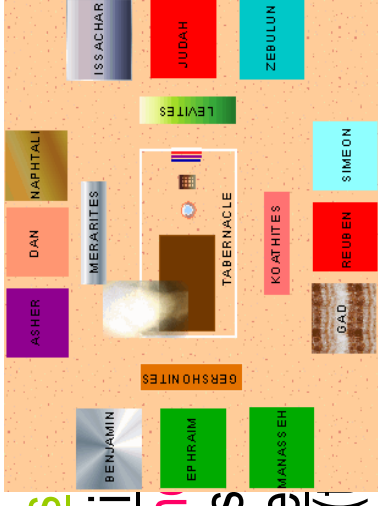 ASHER
DAN
NAPHTALI
BENJAMIN
MERARITES
ISSACHAR
EPHRAIM
GERSHONITES
TABERNACLE
LEVITES
JUDAH
MANASSEH
KOATHITES
ZEBULUN
GAD
REUBEN
SIMEON